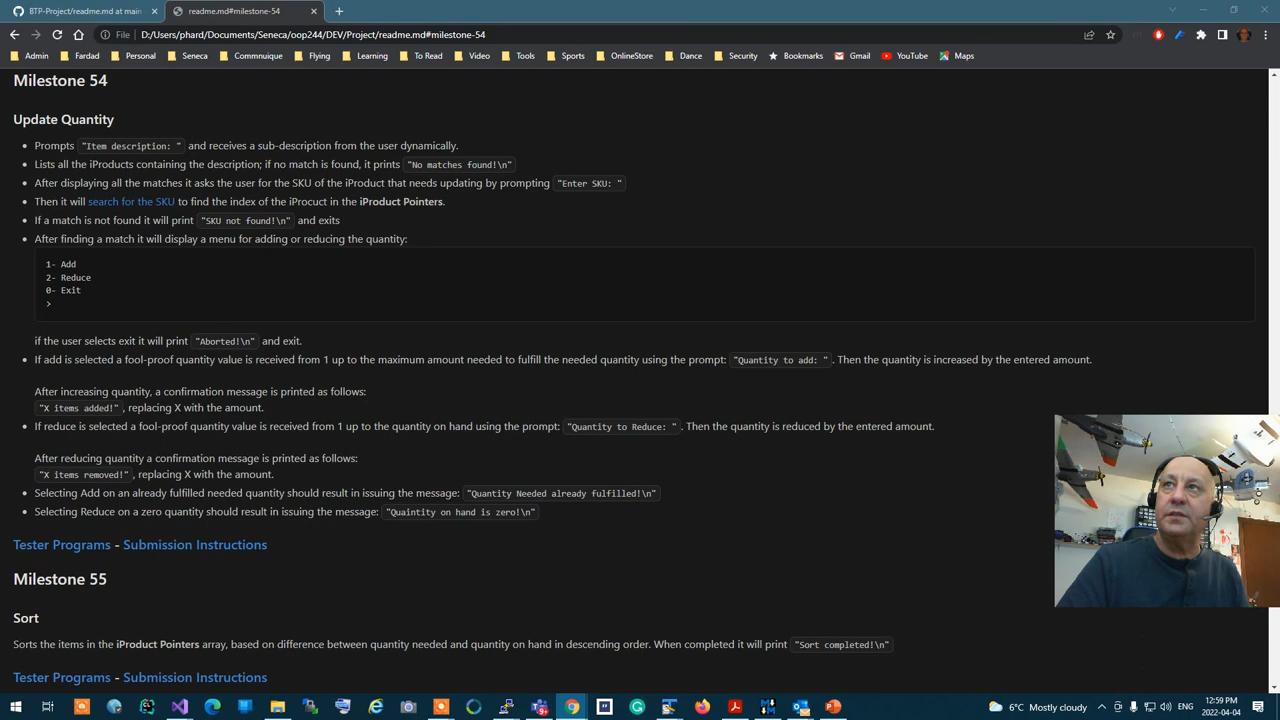 BTP-Project/readme.md at main
readme.md#milestone-54
File
D:/Users/phard/Documents/Seneca/oop244/DEV/Project/readme.md#milestone-54
Admin Fardad Personal Seneca Commnuique Flying Learning To Read Video Tools Sports OnlineStore Dance Security Bookmarks Gmail YouTube Maps
Milestone 54
Update Quantity
Prompts "Item description: " and receives a sub-description from the user dynamically.
Lists all the iProducts containing the description; if no match is found, it prints "No matches found!\n"
After displaying all the matches it asks the user for the SKU of the iProduct that needs updating by prompting "Enter SKU: "
Then it will search for the SKU to find the index of the iProcuct in the iProduct Pointers.
If a match is not found it will print "SKU not found!\n" and exits
After finding a match it will display a menu for adding or reducing the quantity:
1- Add
2- Reduce
0- Exit
>
if the user selects exit it will print "Aborted!\n" and exit.
If add is selected a fool-proof quantity value is received from 1 up to the maximum amount needed to fulfill the needed quantity using the prompt: "Quantity to add: ". Then the quantity is increased by the entered amount.
After increasing quantity, a confirmation message is printed as follows:
"X items added!", replacing X with the amount.
If reduce is selected a fool-proof quantity value is received from 1 up to the quantity on hand using the prompt: "Quantity to Reduce: ". Then the quantity is reduced by the entered amount.
After reducing quantity a confirmation message is printed as follows:
"X items removed!", replacing X with the amount.
Selecting Add on an already fulfilled needed quantity should result in issuing the message: "Quantity Needed already fulfilled!\n"
Selecting Reduce on a zero quantity should result in issuing the message: "Quaintity on hand is zero!\n"
Tester Programs - Submission Instructions
Milestone 55
Sort
Sorts the items in the iProduct Pointers array, based on difference between quantity needed and quantity on hand in descending order. When completed it will print "Sort completed!\n"
Tester Programs - Submission Instructions
6°C Mostly cloudy
ENG
12:59 PM
2022-04-04